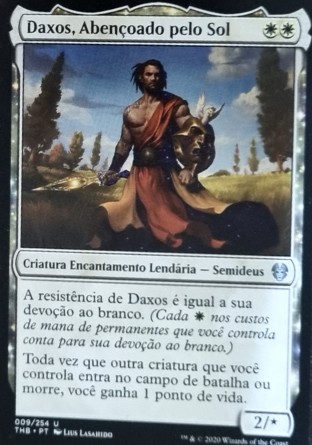 Daxos, Abençoado pelo Sol
Criatura Encantamento Lendária — Semideus
A resistência de Daxos é igual a sua
devoção ao branco. (Cada nos custos
de mana de permanentes que você controla
conta para sua devoção ao branco.)
Toda vez que outra criatura que você
controla entra no campo de batalha ou
morre, você ganha 1 ponto de vida.
2/*
009/254 U
THB • PT Lius Lasahido
™ & © 2020 Wizards of the Coast